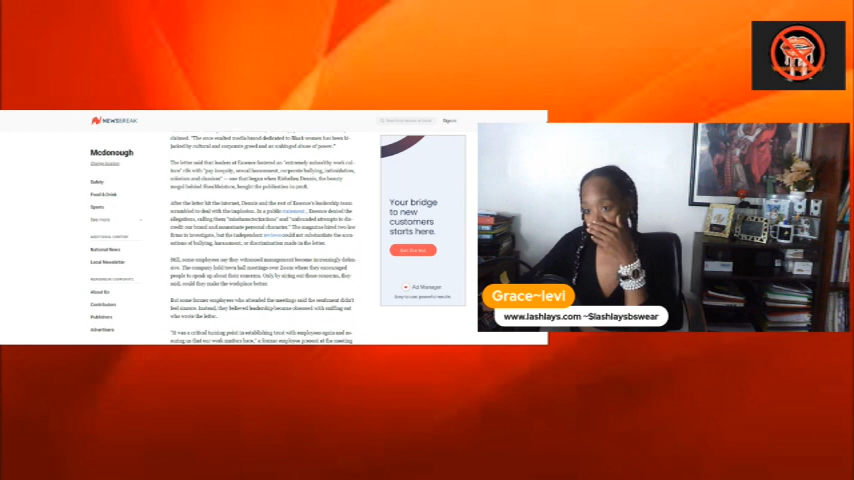 NEWSBREAK
Sign in
Mcdonough
Safety
Food & Drink
Sports
See more
National News
Local Newsletter
About Us
Contributors
Publishers
Advertisers
claimed. "The once exalted media brand dedicated to Black women has been hi-
jacked by cultural and corporate greed and an unhinged abuse of power."
The letter said that leaders at Essence fostered an "extremely unhealthy work cul-
ture" rife with "pay inequity, sexual harassment, corporate bullying, intimidation,
colorism and classism" — one that began when Richelieu Dennis, the beauty
mogul behind SheaMoisture, bought the publication in 2018.
After the letter hit the internet, Dennis and the rest of Essence's leadership team
scrambled to deal with the implosion. In a public statement, Essence denied the
allegations, calling them "mischaracterizations" and "unfounded attempts to dis-
credit our brand and assassinate personal character." The magazine hired two law
firms to investigate, but the independent reviews could not substantiate the accu-
sations of bullying, harassment, or discrimination made in the letter.
Still, some employees say they witnessed management become increasingly defen-
sive. The company held town hall meetings over Zoom where they encouraged
people to speak up about their concerns. Only by airing out those concerns, they
said, could they make the workplace better.
But some former employees who attended the meetings said the sentiment didn't
feel sincere. Instead, they believed leadership became obsessed with sniffing out
who wrote the letter.
"It was a critical turning point in establishing trust with employees again and as-
suring us that our work matters here," a former employee present at the meeting
Your bridge
to new
customers
starts here.
Ad Manager
Easy to use, powerful results
Grace~levi
www.lashlays.com ~$lashlaysbswear